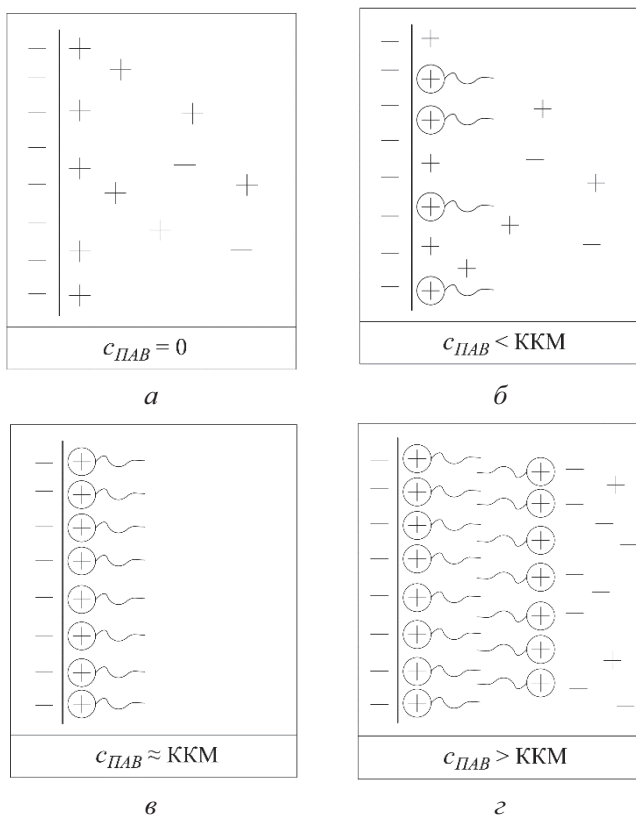 c_ПАВ = 0
c_ПАВ < ККМ
а
б
c_ПАВ ≈ ККМ
c_ПАВ > ККМ
в
г